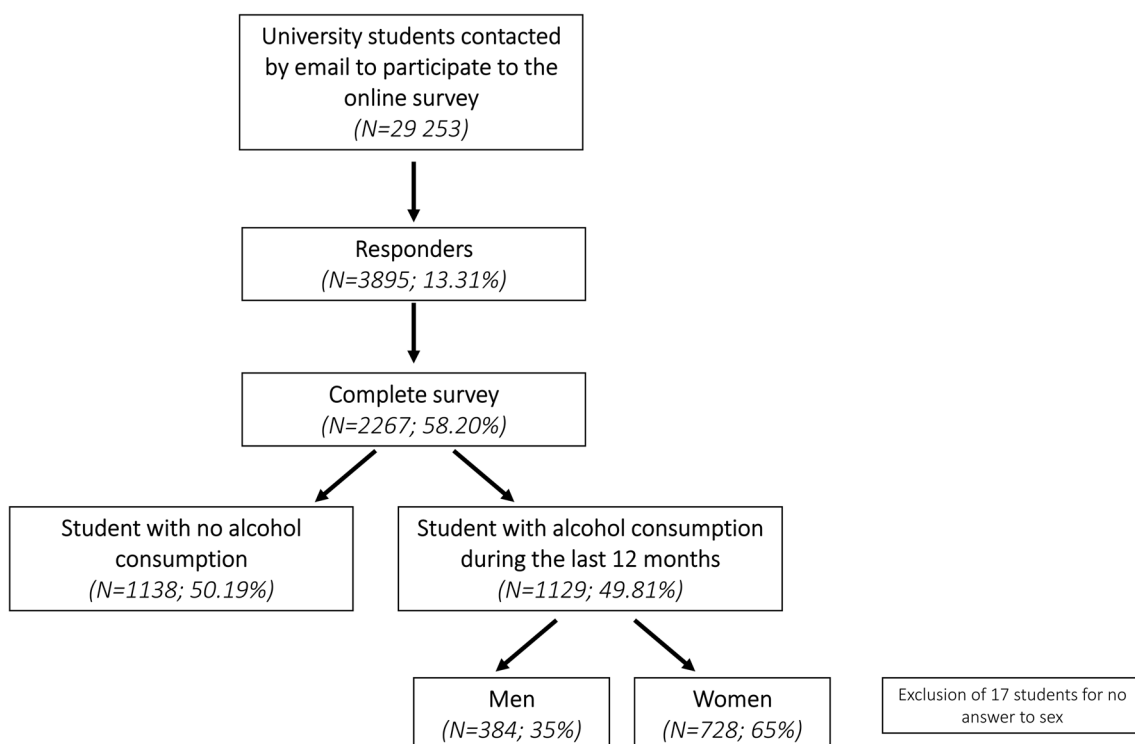 University students contacted
by email to participate to the
online survey
(N=29 253)
Responders
(N=3895; 13.31%)
Complete survey
(N=2267; 58.20%)
Student with no alcohol
consumption
(N=1138; 50.19%)
Student with alcohol consumption
during the last 12 months
(N=1129; 49.81%)
Men
(N=384; 35%)
Women
(N=728; 65%)
Exclusion of 17 students for no
answer to sex